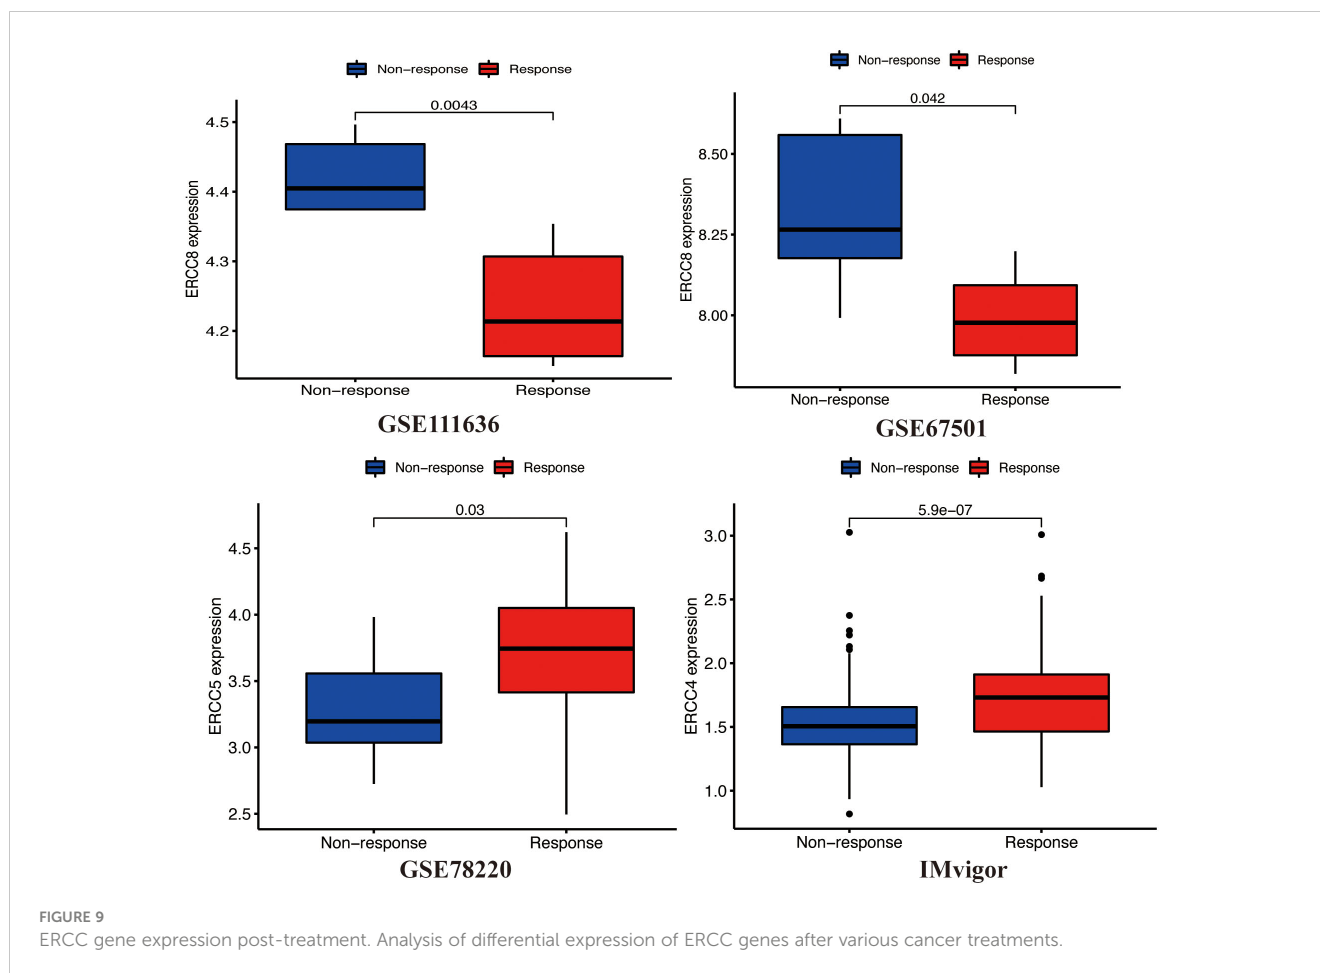 Non−response Response
0.0043
4.5
4.4
4.3
4.2
ERCC8 expression
Non−response Response
GSE111636
Non−response Response
0.042
8.50
8.25
8.00
ERCC8 expression
Non−response Response
GSE67501
Non−response Response
0.03
4.5
4.0
3.5
3.0
2.5
ERCC5 expression
Non−response Response
GSE78220
Non−response Response
5.9e−07
3.0
2.5
2.0
1.5
1.0
ERCC4 expression
Non−response Response
IMvigor
FIGURE 9
ERCC gene expression post-treatment. Analysis of differential expression of ERCC genes after various cancer treatments.